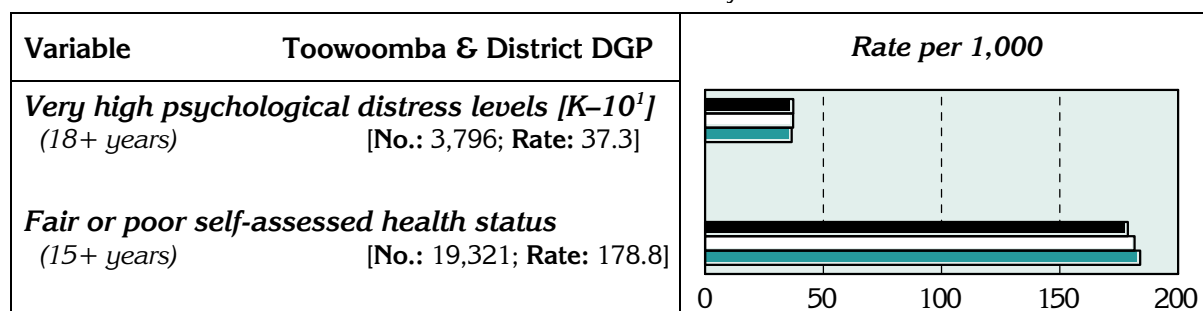 Variable Toowoomba & District DGP Rate per 1,000
Very high psychological distress levels [K–10¹]
(18+ years) [No.: 3,796; Rate: 37.3]
Fair or poor self-assessed health status
(15+ years) [No.: 19,321; Rate: 178.8]
0 50 100 150 200